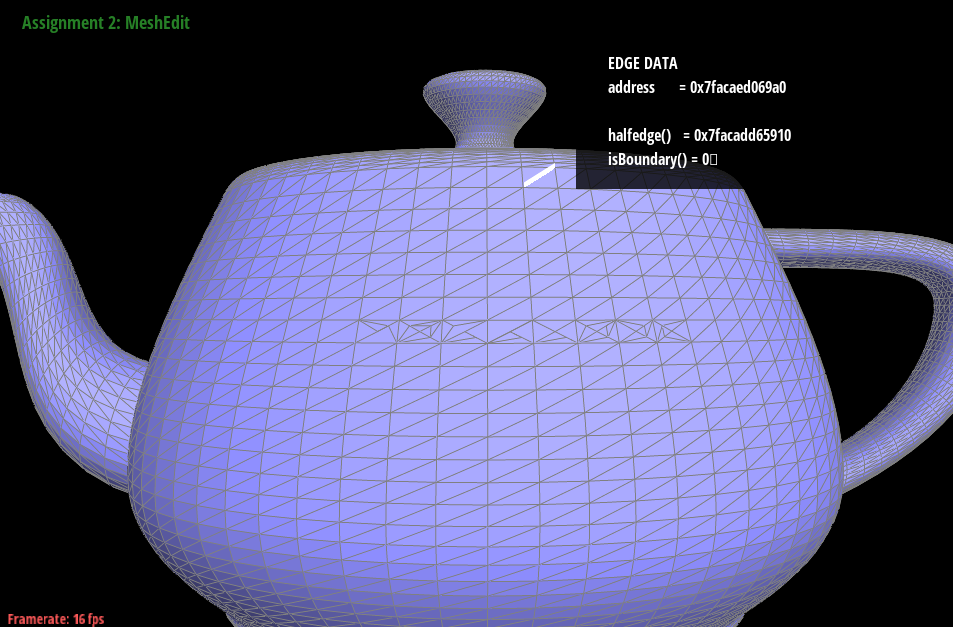 Assignment 2: MeshEdit
EDGE DATA
address = 0x7facaed069a0
halfedge() = 0x7facadd65910
isBoundary() = 0▯
Framerate: 16 fps